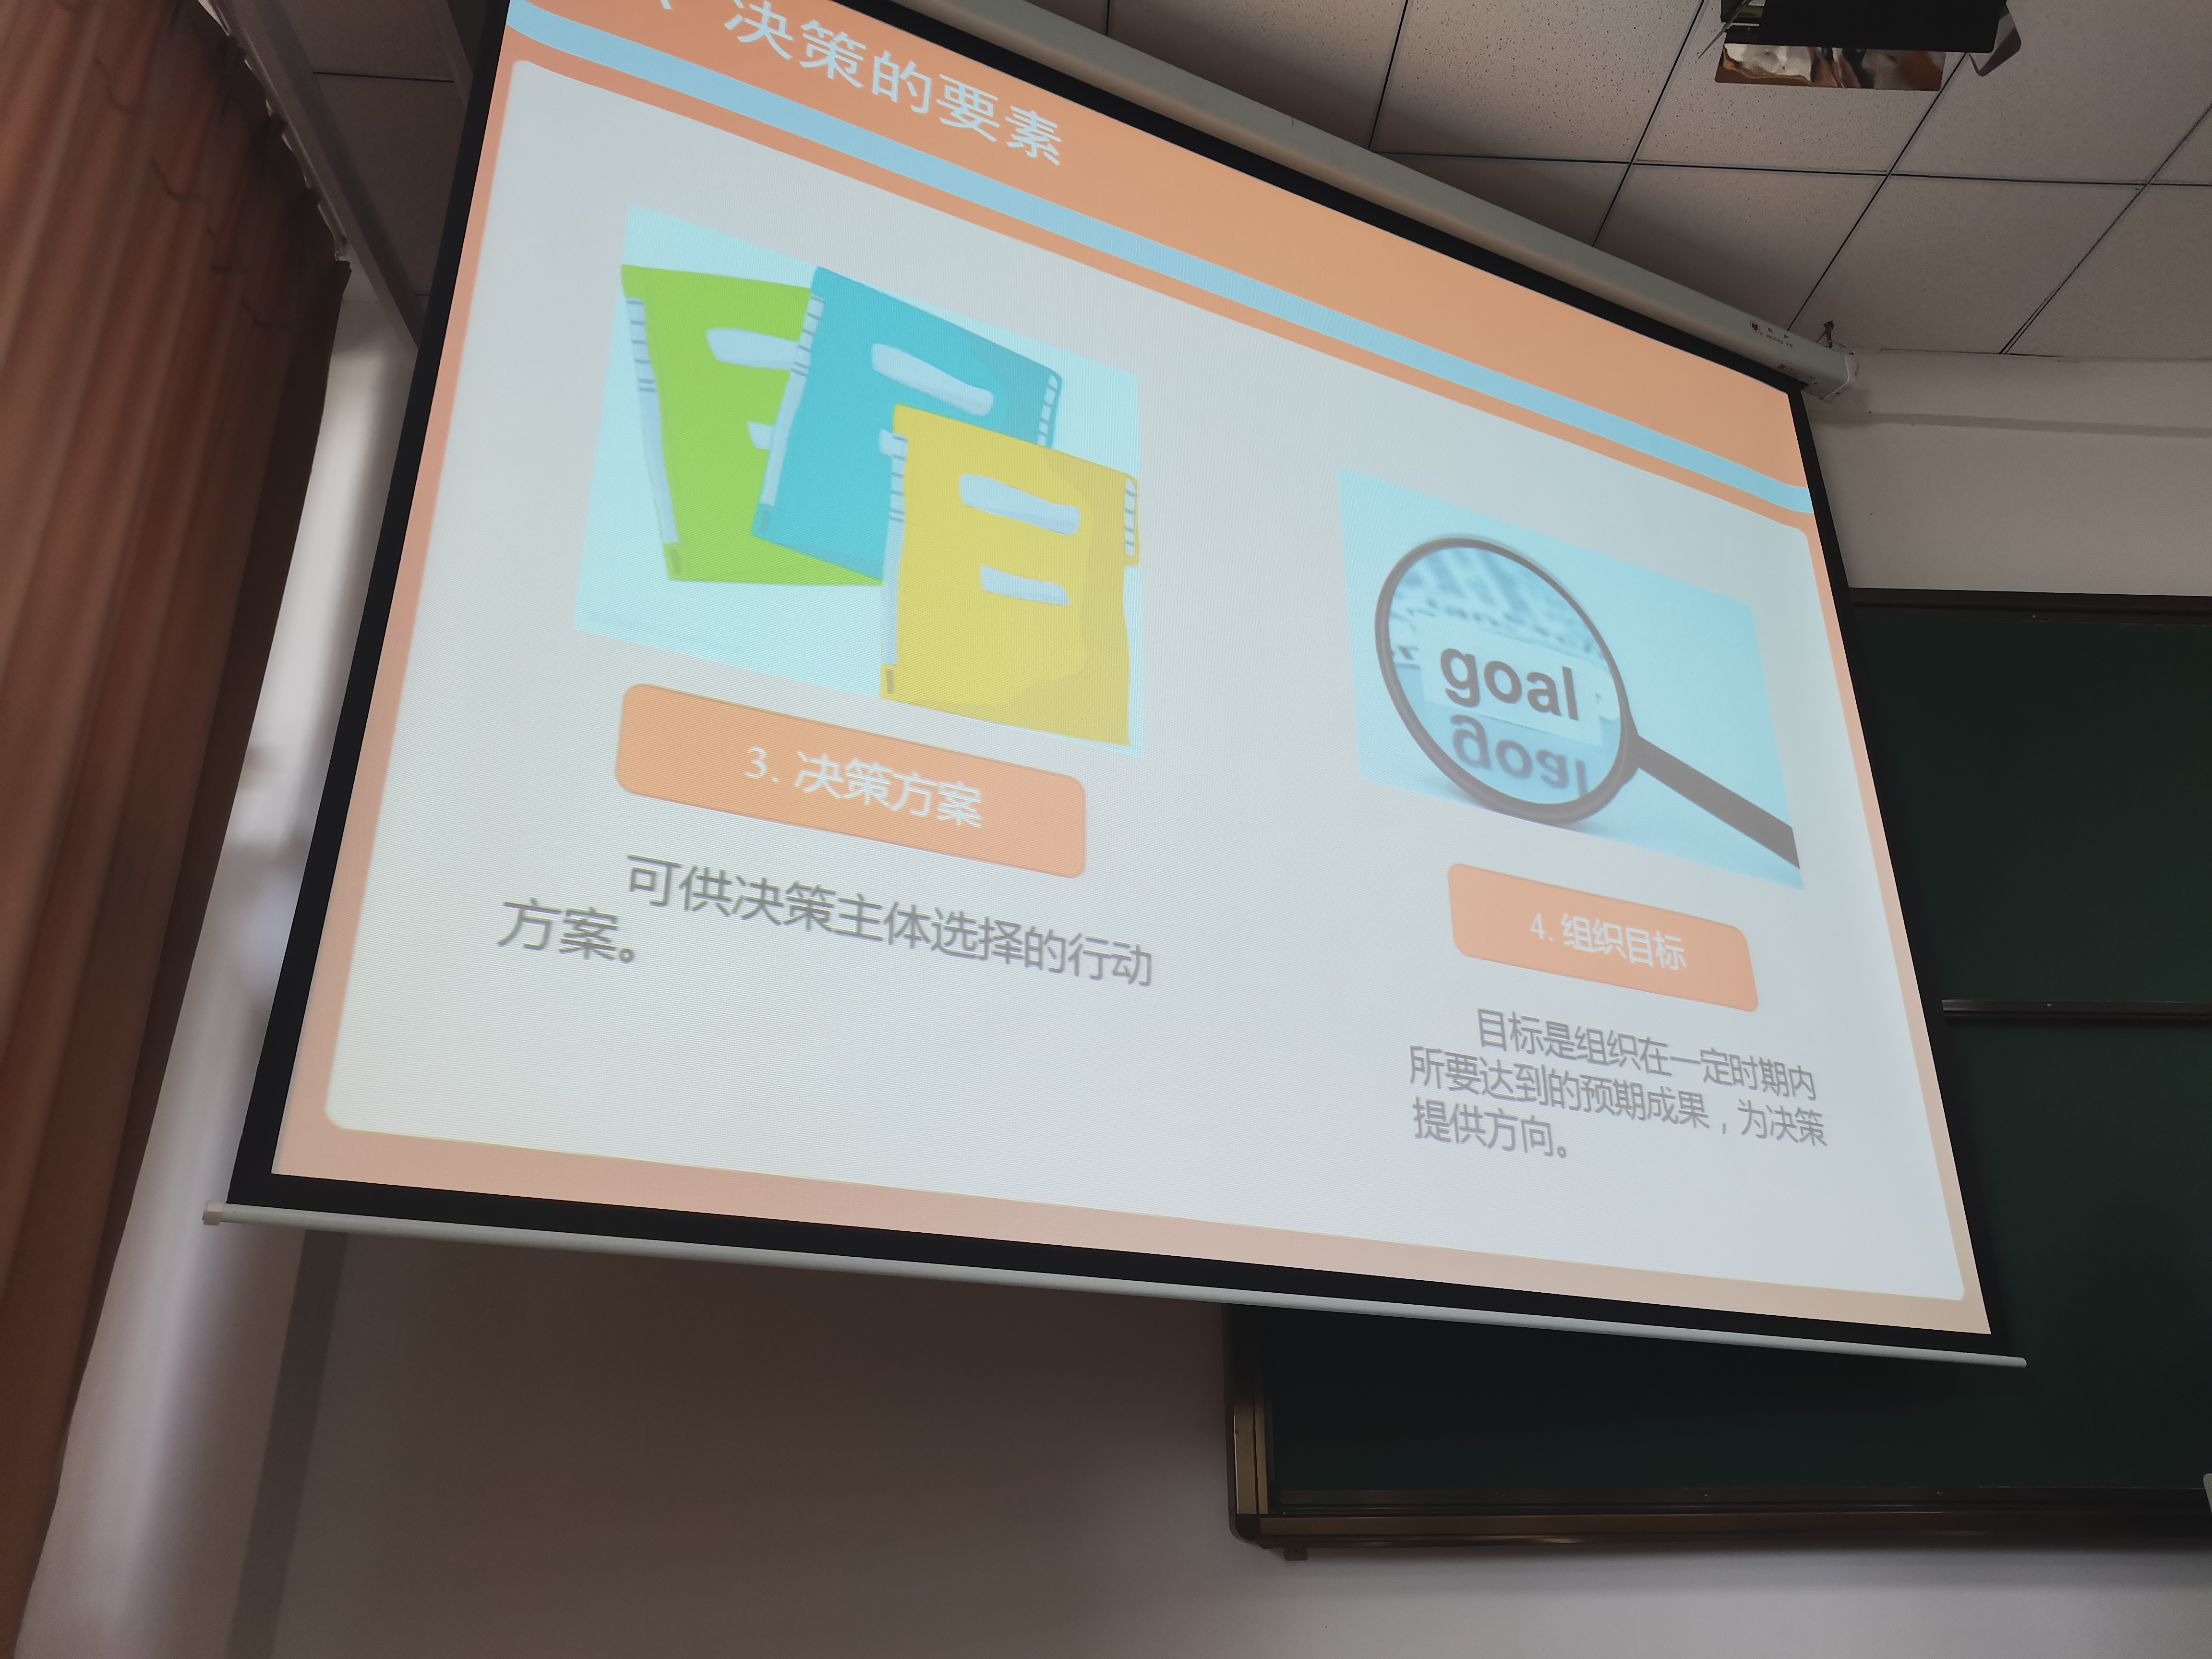 决策的要素
goal
3. 决策方案
可供决策主体选择的行动
方案。
4. 组织目标
目标是组织在一定时期内
所要达到的预期成果，为决策
提供方向。